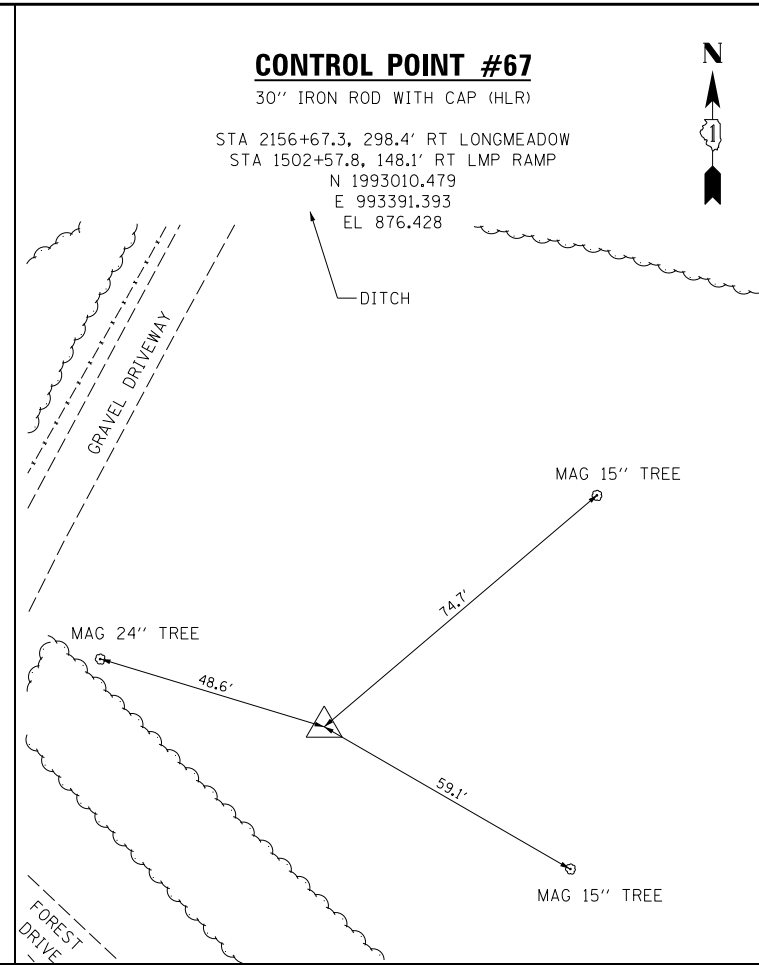 CONTROL POINT #67
30'' IRON ROD WITH CAP (HLR)
N
1
STA 2156+67.3, 298.4' RT LONGMEADOW
STA 1502+57.8, 148.1' RT LMP RAMP
N 1993010.479
E 993391.393
EL 876.428
DITCH
GRAVEL DRIVEWAY
MAG 15'' TREE
74.7'
MAG 24'' TREE
48.6'
59.1'
MAG 15'' TREE
FOREST
DRIVE